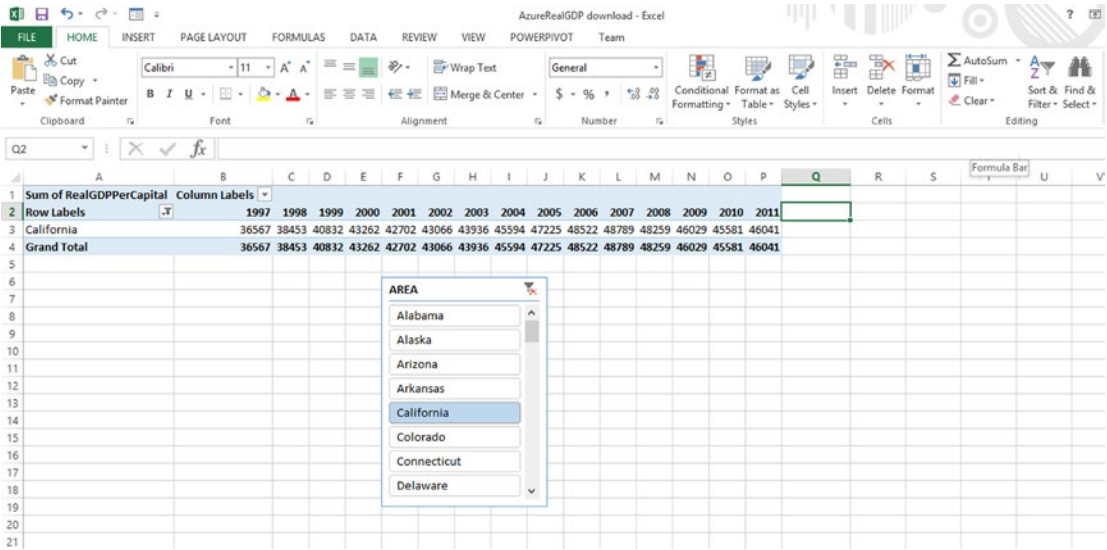 AzureRealGDP download - Excel
?
FILE HOME INSERT PAGE LAYOUT FORMULAS DATA REVIEW VIEW POWERPIVOT Team
Paste
Cut
Copy
Format Painter
Clipboard
Calibri 11 A A
B I U A
Font
Wrap Text
Merge & Center
Alignment
General
$ % , .0 .00 .00 .0
Number
Conditional Formatting
Format as Table
Cell Styles
Styles
Insert Delete Format
Cells
AutoSum
Fill
Clear
Sort & Filter
Find & Select
Editing
Q2 fx
Formula Bar
A B C D E F G H I J K L M N O P Q R S U V
1 Sum of RealGDPPerCapital Column Labels
2 Row Labels 1997 1998 1999 2000 2001 2002 2003 2004 2005 2006 2007 2008 2009 2010 2011
3 California 36567 38453 40832 43262 42702 43066 43936 45594 47225 48522 48789 48259 46029 45581 46041
4 Grand Total 36567 38453 40832 43262 42702 43066 43936 45594 47225 48522 48789 48259 46029 45581 46041
5
6
7
8
9
10
11
12
13
14
15
16
17
18
19
20
21
AREA
Alabama
Alaska
Arizona
Arkansas
California
Colorado
Connecticut
Delaware